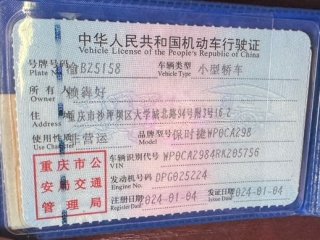 中华人民共和国机动车行驶证
Vehicle License of the People's Republic of China
号牌号码 渝BZ5158 车辆类型 小型轿车
Plate No. Vehicle Type
所有人
Owner
住址 重庆市沙坪坝区大学城北路94号附3号16-2
使用性质 非营运 品牌型号 保时捷WP0CA298
Use Character Model
重庆市公安局交通管理局
车辆识别代号 WP0CA2984RK205756
VIN
发动机号码 DPG025224
Engine No.
注册日期 2024-01-04 发证日期 2024-01-04
Register Date Issue Date